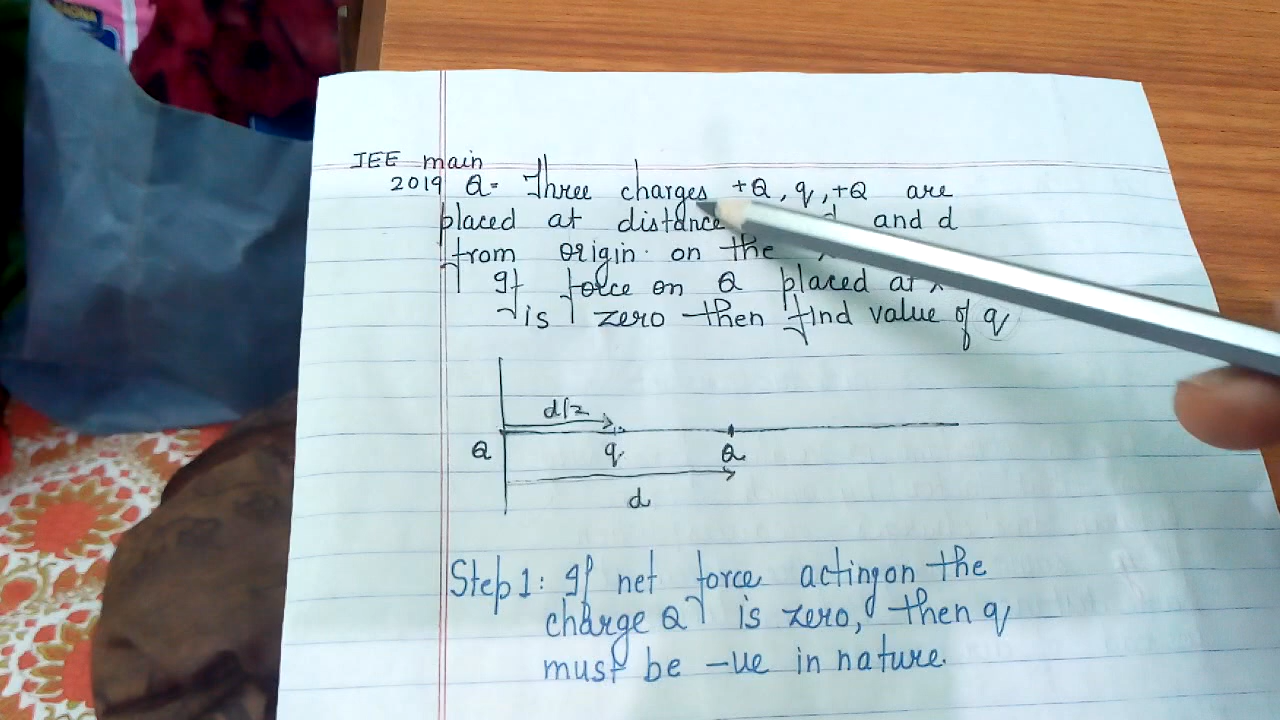 JEE main
2019 Q= Three charges +Q, q, +Q are
placed at distance d and d
from origin on the
If force on Q placed at x
is zero then find value of q
d/2
Q q Q
d
Step 1: If net force acting on the
charge Q is zero, then q
must be -ve in nature.